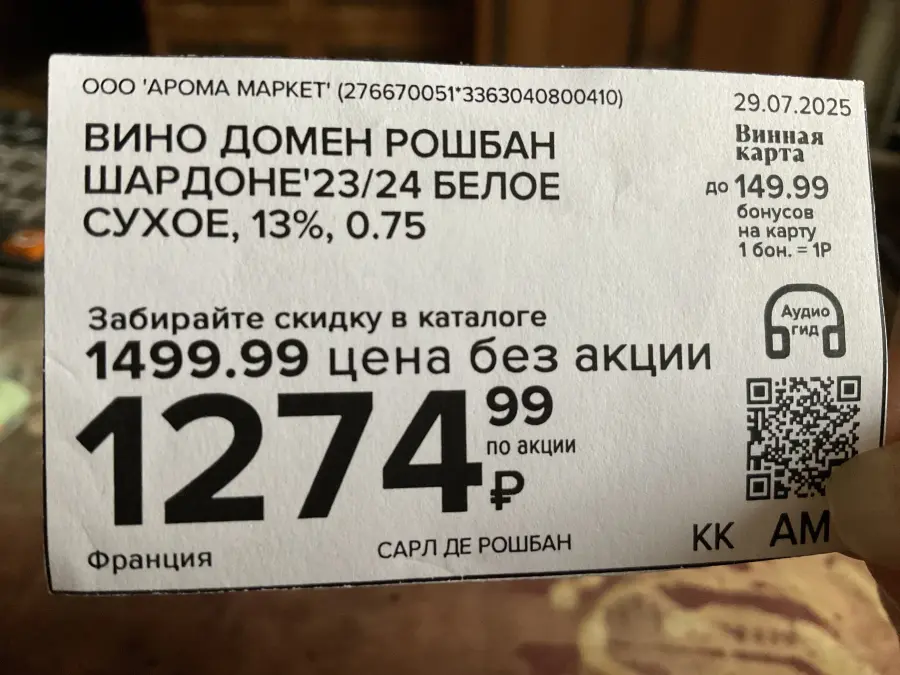 ООО 'АРОМА МАРКЕТ' (276670051*3363040800410)
29.07.2025
ВИНО ДОМЕН РОШБАН
ШАРДОНЕ'23/24 БЕЛОЕ
СУХОЕ, 13%, 0.75
Винная
карта
до 149.99
бонусов
на карту
1 бон. = 1Р
Забирайте скидку в каталоге
1499.99 цена без акции
1274 99
по акции
₽
Аудио
гид
Франция
САРЛ ДЕ РОШБАН
КК АМ